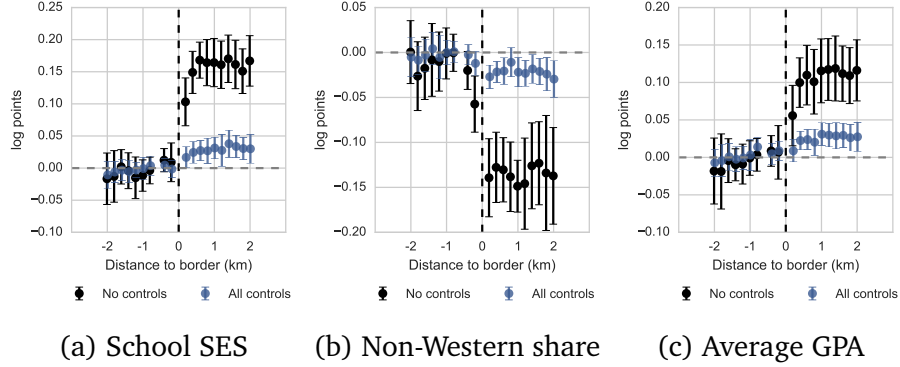 0.25
0.20
0.15
0.10
0.05
0.00
−0.05
−0.10
log points
-2 -1 0 1 2
Distance to border (km)
No controls All controls
(a) School SES
0.00
−0.05
−0.10
−0.15
−0.20
log points
-2 -1 0 1 2
Distance to border (km)
No controls All controls
(b) Non-Western share
0.20
0.15
0.10
0.05
0.00
−0.05
−0.10
log points
-2 -1 0 1 2
Distance to border (km)
No controls All controls
(c) Average GPA